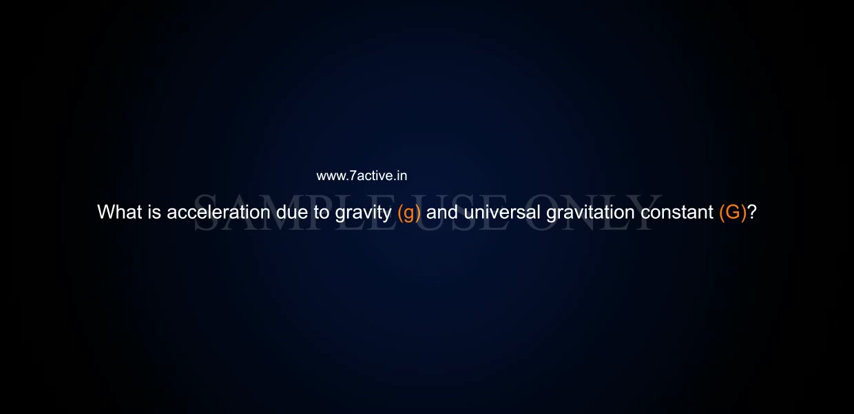 www.7active.in
SAMPLE USE ONLY
What is acceleration due to gravity (g) and universal gravitation constant (G)?